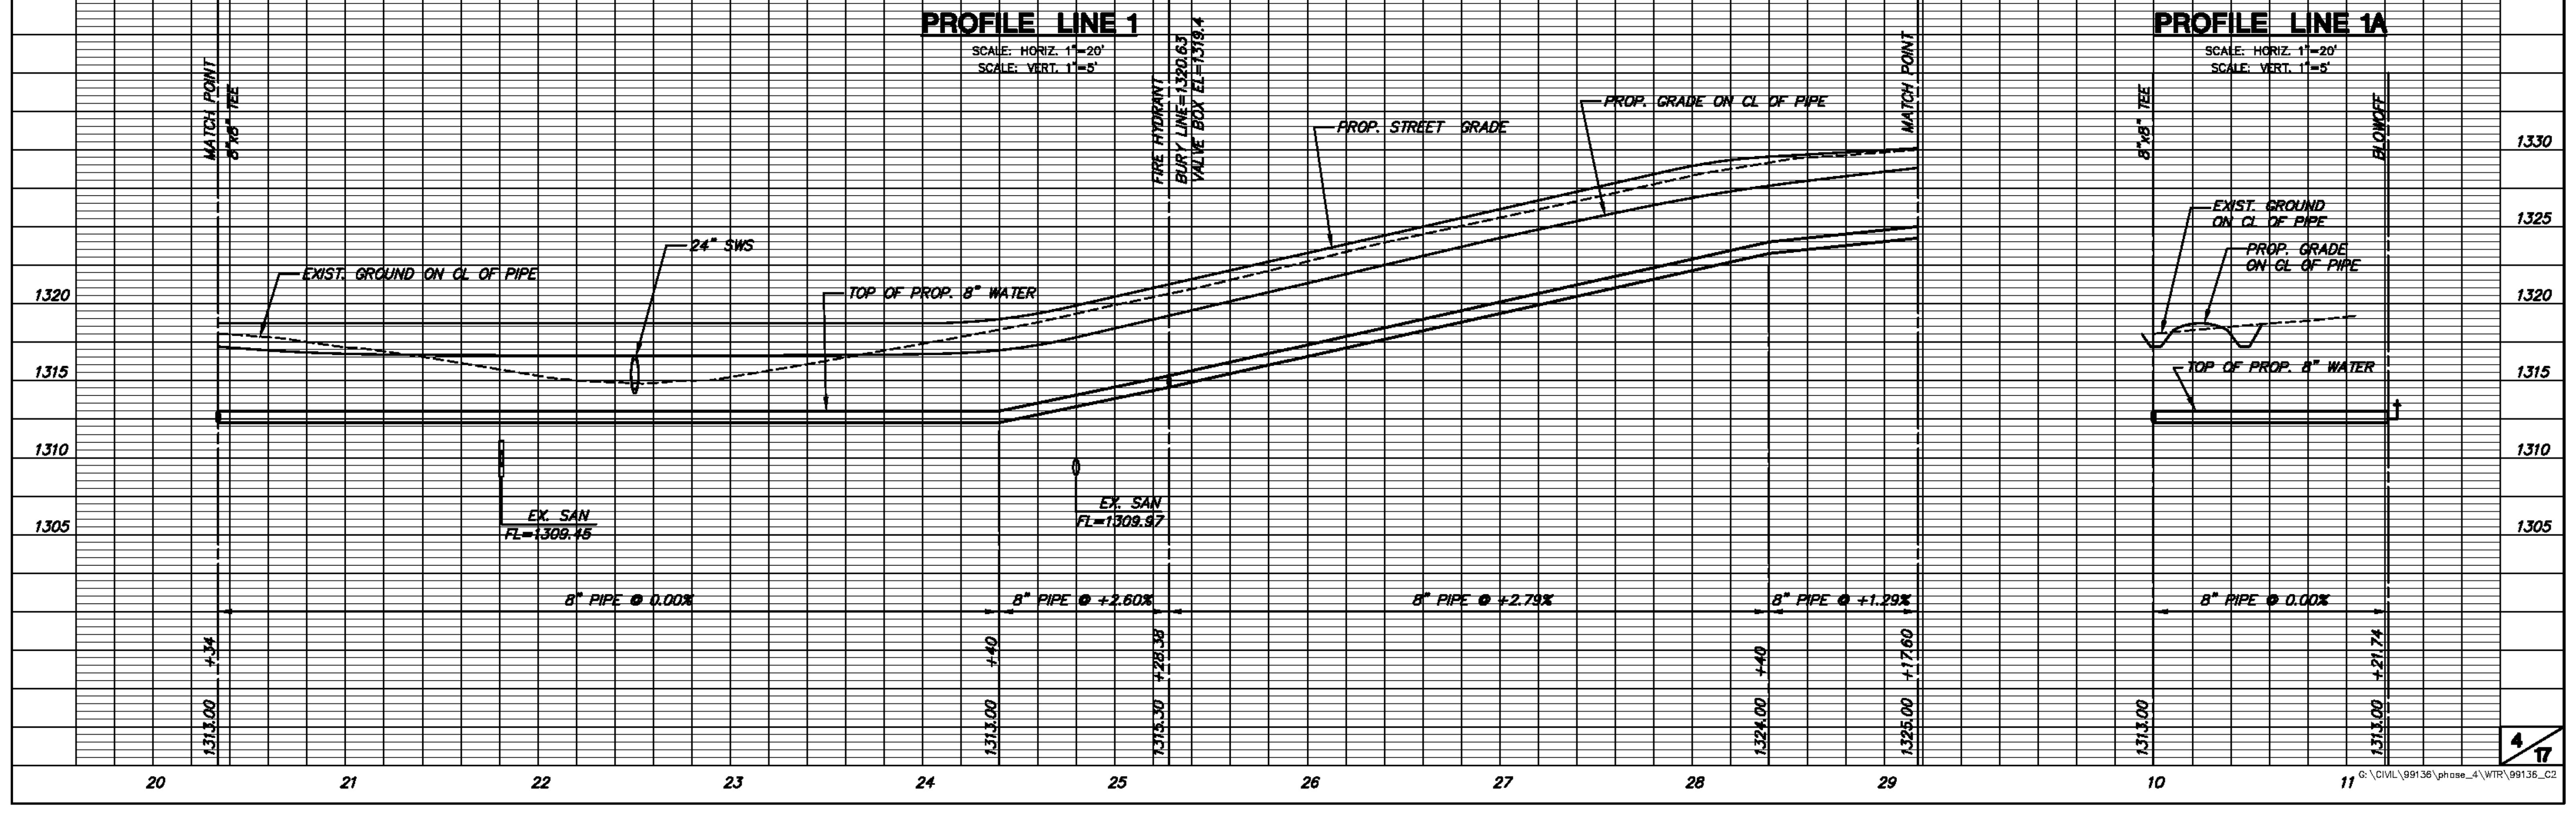 PROFILE LINE 1
SCALE: HORIZ. 1"=20'
SCALE: VERT. 1"=5'
PROFILE LINE 1A
SCALE: HORIZ. 1"=20'
SCALE: VERT. 1"=5'
MATCH POINT
8"x8" TEE
FIRE HYDRANT
BURY LINE=1320.63
VALVE BOX EL=1319.4
MATCH POINT
8"x8" TEE
BLOWOFF
PROP. GRADE ON CL OF PIPE
PROP. STREET GRADE
1330
EXIST. GROUND
ON CL OF PIPE
1325
24" SWS
PROP. GRADE
ON CL OF PIPE
EXIST. GROUND ON CL OF PIPE
1320
TOP OF PROP. 8" WATER
1320
1315
TOP OF PROP. 8" WATER
1315
1310
1310
EX. SAN
FL=1309.45
EX. SAN
FL=1309.97
1305
1305
8" PIPE @ 0.00%
8" PIPE @ +2.60%
8" PIPE @ +2.79%
8" PIPE @ +1.29%
8" PIPE @ 0.00%
1313.00 +34
1313.00 +40
1315.30 +28.38
1324.00 +40
1325.00 +17.60
1313.00
1313.00 +21.74
4
17
20 21 22 23 24 25 26 27 28 29 10 11
G:\CIVIL\99136\phase_4\WTR\99136_C2